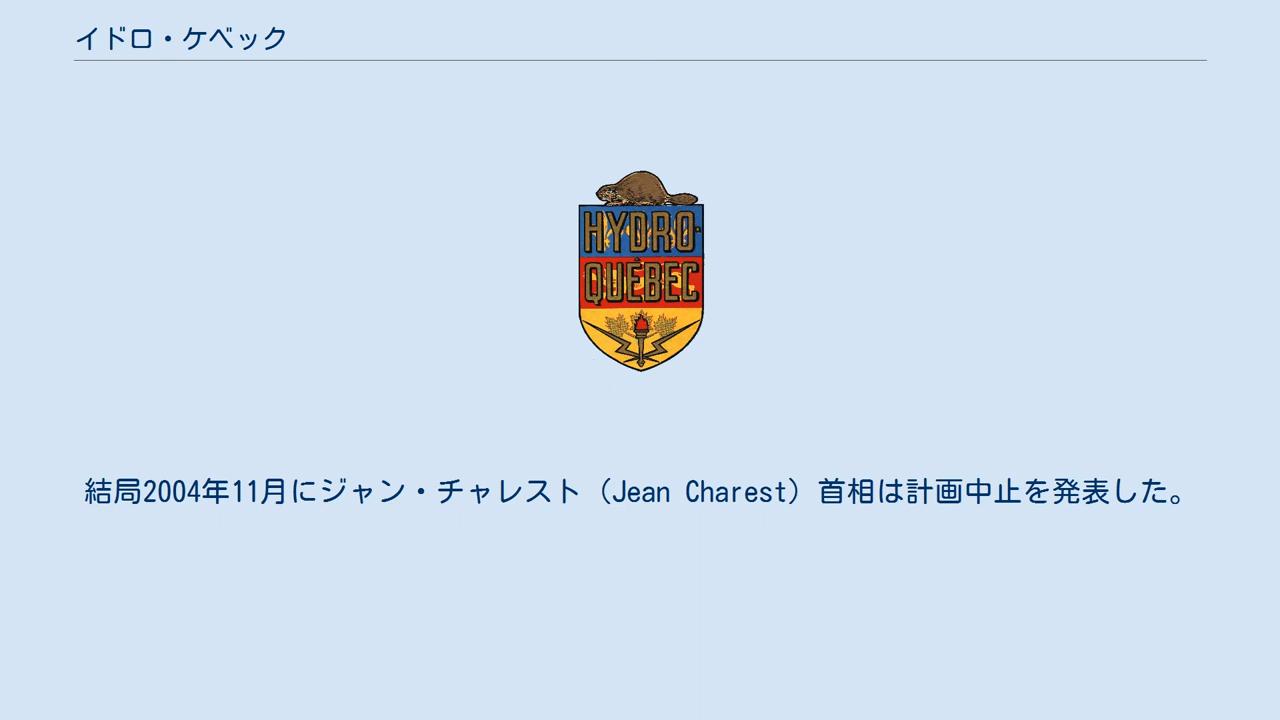 イドロ・ケベック
HYDRO-
QUÉBEC
結局2004年11月にジャン・チャレスト（Jean Charest）首相は計画中止を発表した。